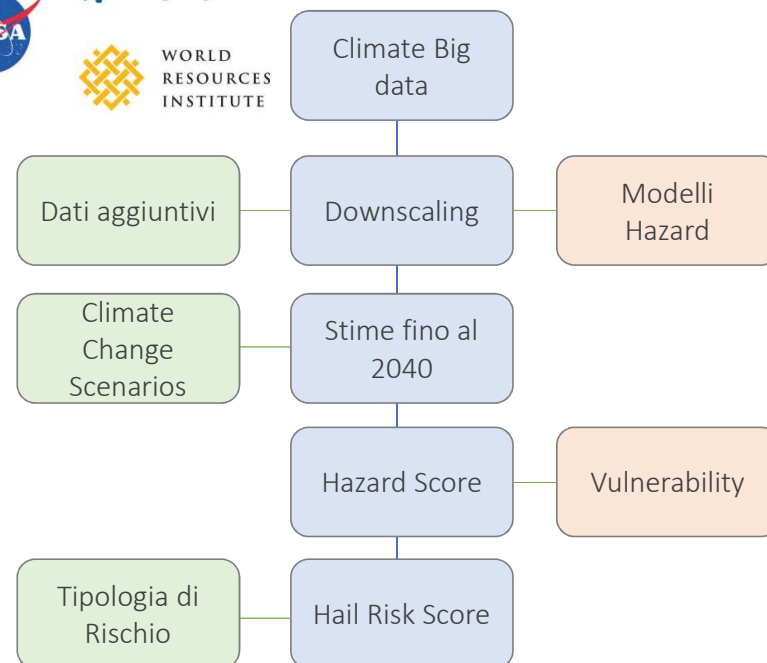 SA
WORLD
RESOURCES
INSTITUTE
Climate Big
data
Dati aggiuntivi
Downscaling
Modelli
Hazard
Climate
Change
Scenarios
Stime fino al
2040
Hazard Score
Vulnerability
Tipologia di
Rischio
Hail Risk Score